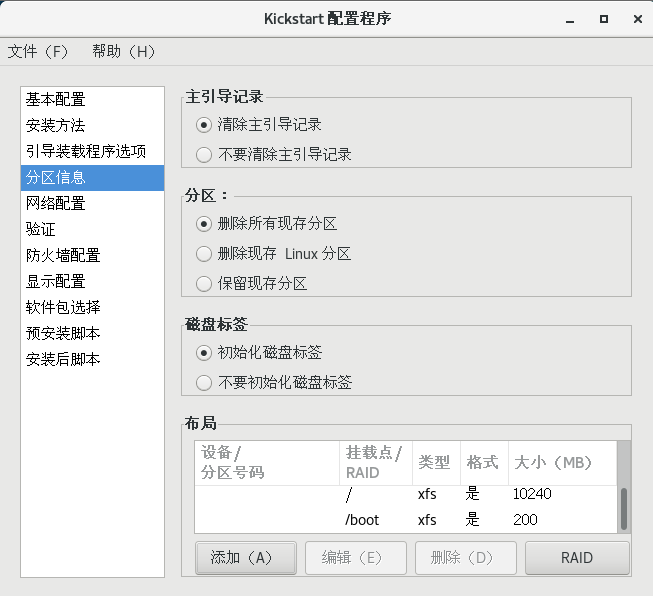 Kickstart 配置程序
文件（F） 帮助（H）
基本配置
安装方法
引导装载程序选项
分区信息
网络配置
验证
防火墙配置
显示配置
软件包选择
预安装脚本
安装后脚本
主引导记录
清除主引导记录
不要清除主引导记录
分区：
删除所有现存分区
删除现存 Linux 分区
保留现存分区
磁盘标签
初始化磁盘标签
不要初始化磁盘标签
布局
设备/
分区号码
挂载点/
RAID
类型
格式
大小（MB）
/ xfs 是 10240
/boot xfs 是 200
添加（A） 编辑（E） 删除（D） RAID